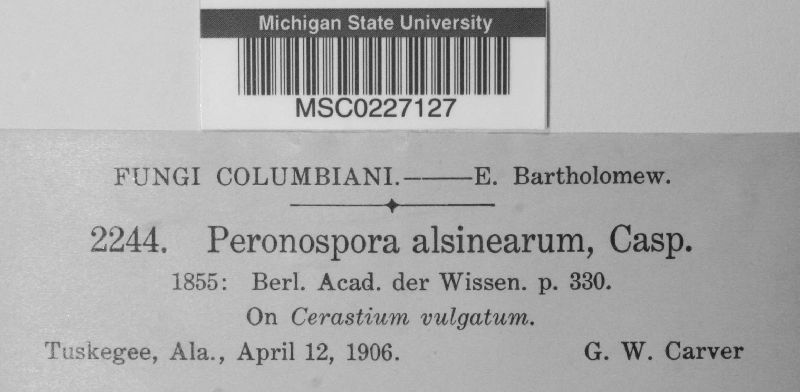 Michigan State University
MSC0227127
FUNGI COLUMBIANI.——E. Bartholomew.
2244. Peronospora alsinearum, Casp.
1855: Berl. Acad. der Wissen. p. 330.
On Cerastium vulgatum.
Tuskegee, Ala., April 12, 1906. G. W. Carver